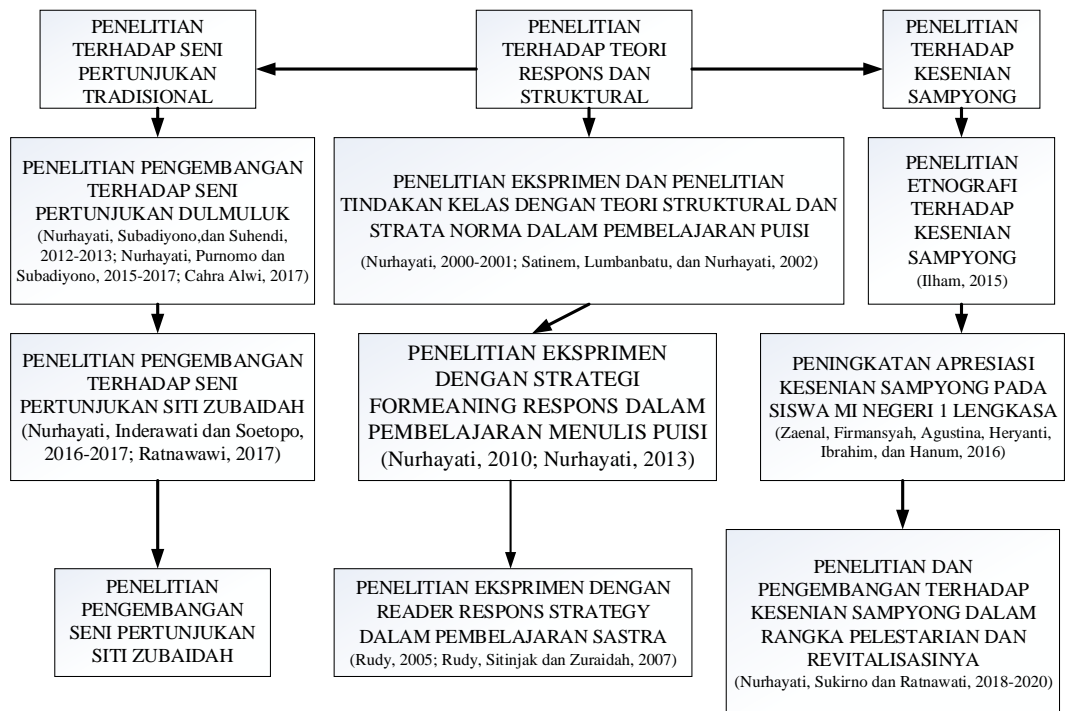 PENELITIAN
TERHADAP SENI
PERTUNJUKAN
TRADISIONAL
PENELITIAN
TERHADAP TEORI
RESPONS DAN
STRUKTURAL
PENELITIAN
TERHADAP
KESENIAN
SAMPYONG
PENELITIAN PENGEMBANGAN
TERHADAP SENI
PERTUNJUKAN DULMULUK
(Nurhayati, Subadiyono,dan Suhendi,
2012-2013; Nurhayati, Purnomo dan
Subadiyono, 2015-2017; Cahra Alwi, 2017)
PENELITIAN EKSPRIMEN DAN PENELITIAN
TINDAKAN KELAS DENGAN TEORI STRUKTURAL DAN
STRATA NORMA DALAM PEMBELAJARAN PUISI
(Nurhayati, 2000-2001; Satinem, Lumbanbatu, dan Nurhayati, 2002)
PENELITIAN
ETNOGRAFI
TERHADAP
KESENIAN
SAMPYONG
(Ilham, 2015)
PENELITIAN PENGEMBANGAN
TERHADAP SENI
PERTUNJUKAN SITI ZUBAIDAH
(Nurhayati, Inderawati dan Soetopo,
2016-2017; Ratnawawi, 2017)
PENELITIAN EKSPRIMEN
DENGAN STRATEGI
FORMEANING RESPONS DALAM
PEMBELAJARAN MENULIS PUISI
(Nurhayati, 2010; Nurhayati, 2013)
PENINGKATAN APRESIASI
KESENIAN SAMPYONG PADA
SISWA MI NEGERI 1 LENGKASA
(Zaenal, Firmansyah, Agustina, Heryanti,
Ibrahim, dan Hanum, 2016)
PENELITIAN
PENGEMBANGAN
SENI PERTUNJUKAN
SITI ZUBAIDAH
PENELITIAN EKSPRIMEN DENGAN
READER RESPONS STRATEGY
DALAM PEMBELAJARAN SASTRA
(Rudy, 2005; Rudy, Sitinjak dan Zuraidah, 2007)
PENELITIAN DAN
PENGEMBANGAN TERHADAP
KESENIAN SAMPYONG DALAM
RANGKA PELESTARIAN DAN
REVITALISASINYA
(Nurhayati, Sukirno dan Ratnawati, 2018-2020)